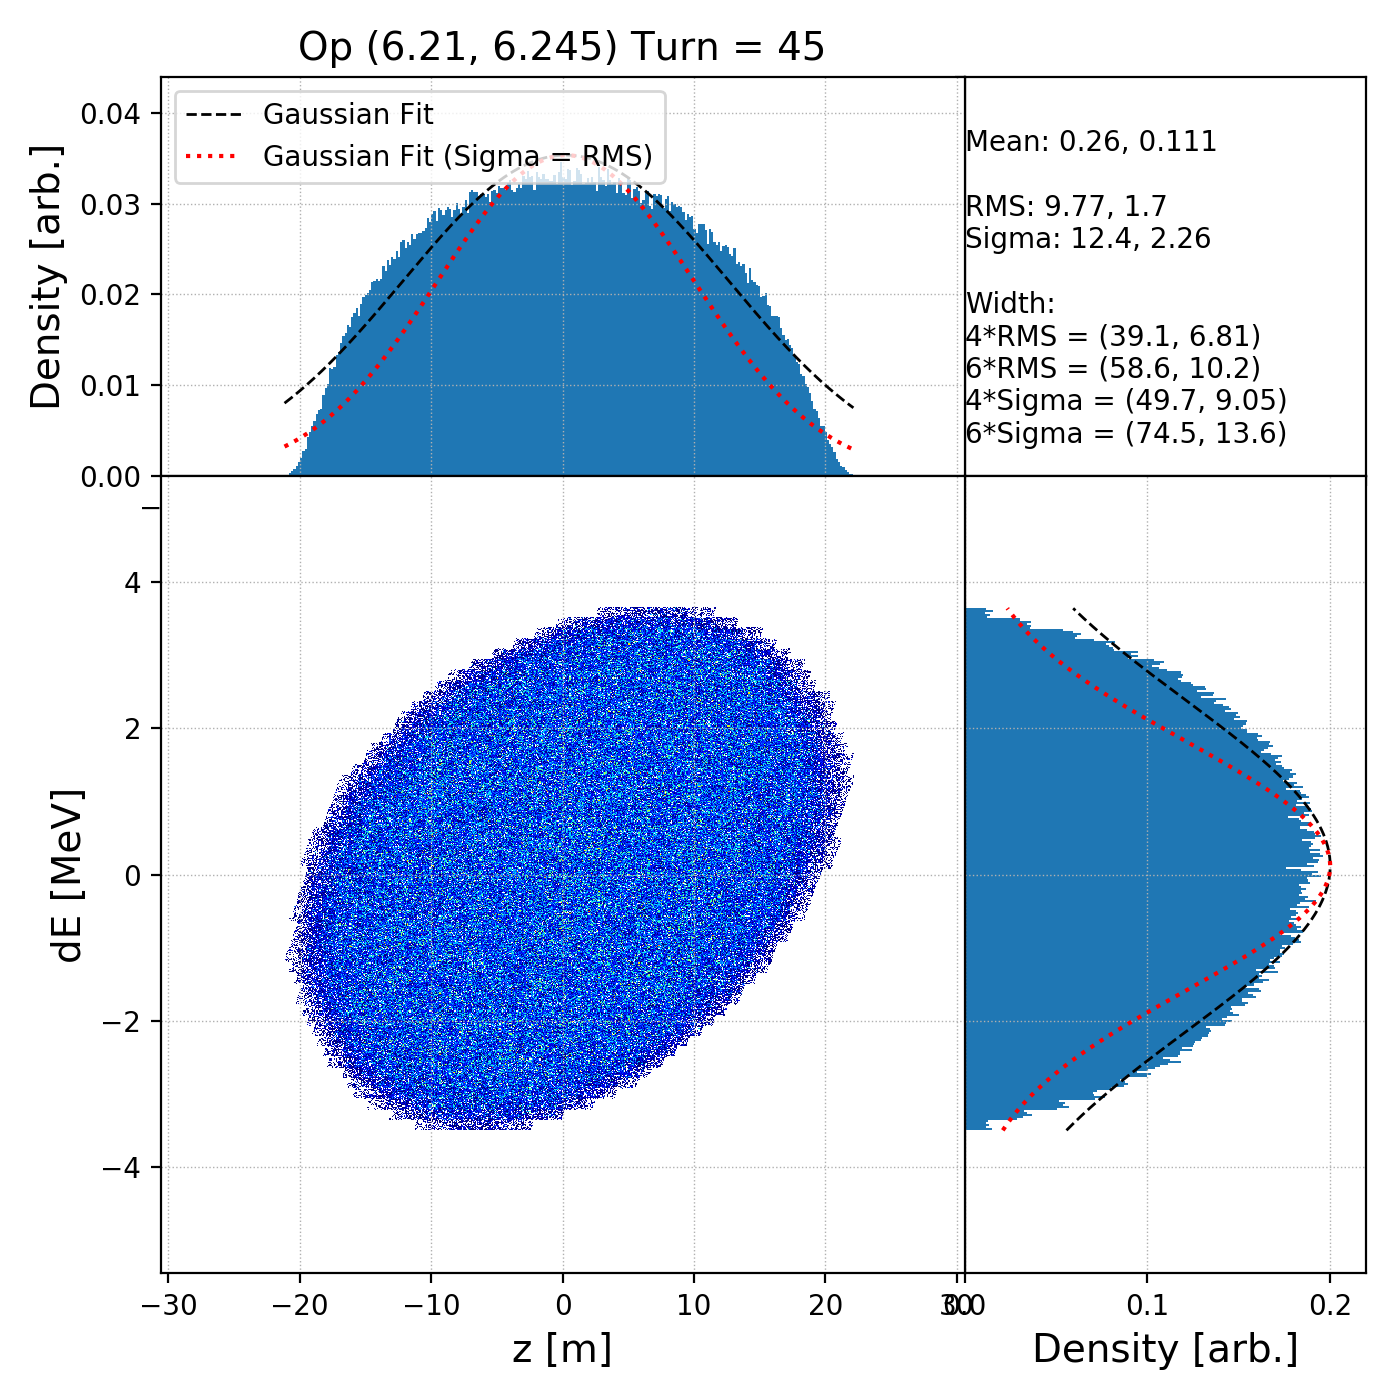 Op (6.21, 6.245) Turn = 45
Gaussian Fit
Gaussian Fit (Sigma = RMS)
Density [arb.]
0.04
0.03
0.02
0.01
0.00
Mean: 0.26, 0.111
RMS: 9.77, 1.7
Sigma: 12.4, 2.26
Width:
4*RMS = (39.1, 6.81)
6*RMS = (58.6, 10.2)
4*Sigma = (49.7, 9.05)
6*Sigma = (74.5, 13.6)
dE [MeV]
4
2
0
−2
−4
−30
−20
−10
0
10
20
30
z [m]
0.0
0.1
0.2
Density [arb.]